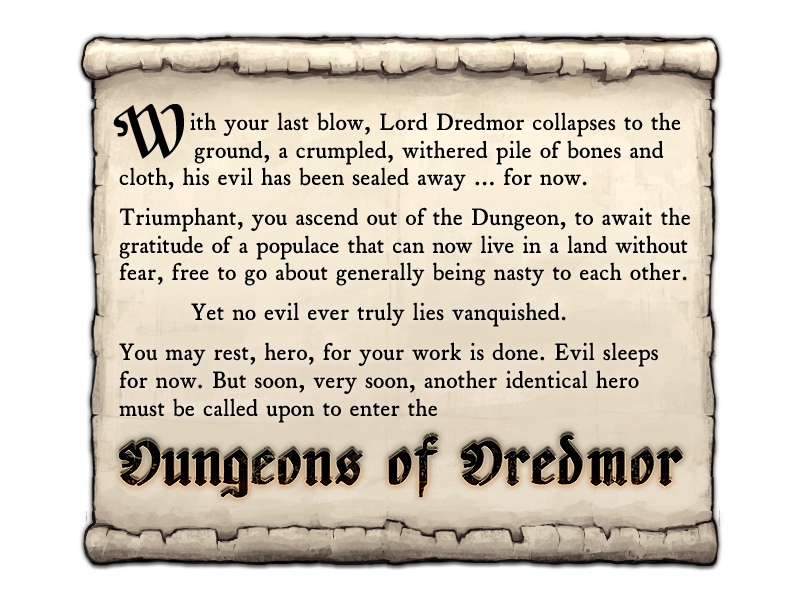 With your last blow, Lord Dredmor collapses to the
ground, a crumpled, withered pile of bones and
cloth, his evil has been sealed away ... for now.
Triumphant, you ascend out of the Dungeon, to await the
gratitude of a populace that can now live in a land without
fear, free to go about generally being nasty to each other.
Yet no evil ever truly lies vanquished.
You may rest, hero, for your work is done. Evil sleeps
for now. But soon, very soon, another identical hero
must be called upon to enter the
Dungeons of Dredmor